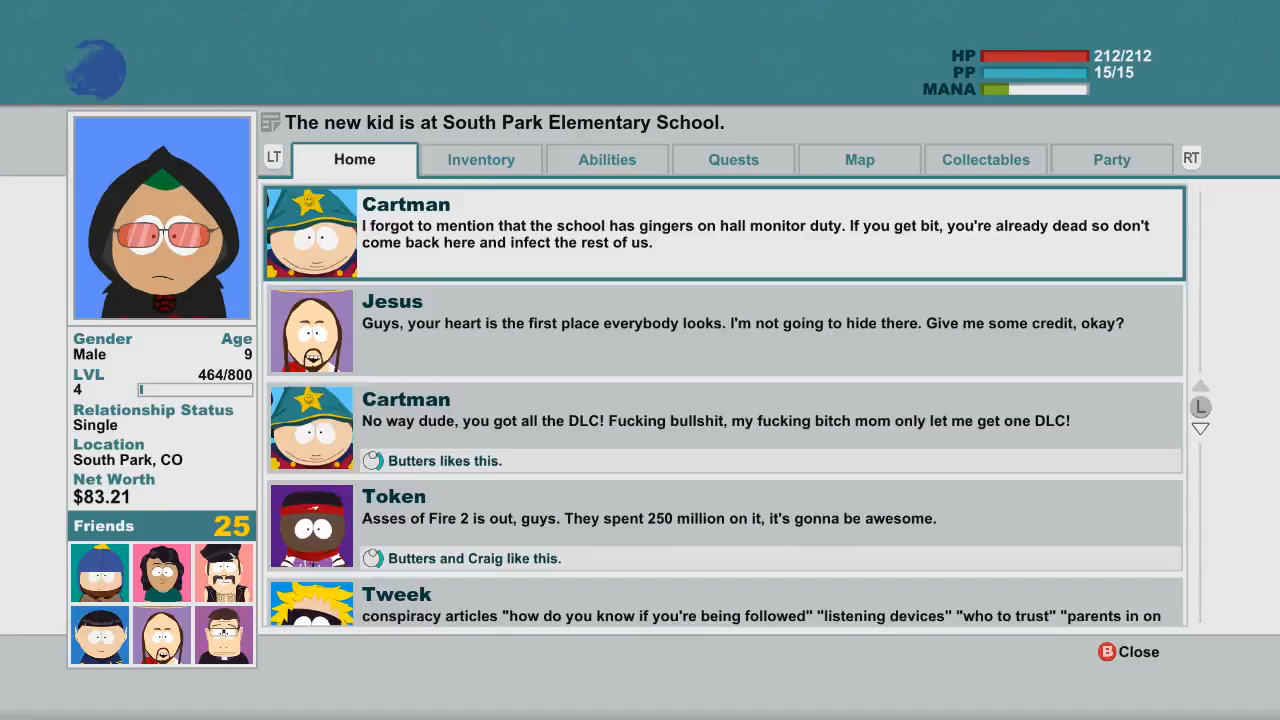 HP 212/212
PP 15/15
MANA
The new kid is at South Park Elementary School.
LT Home Inventory Abilities Quests Map Collectables Party RT
Gender Age
Male 9
LVL 464/800
4
Relationship Status
Single
Location
South Park, CO
Net Worth
$83.21
Friends 25
Cartman
I forgot to mention that the school has gingers on hall monitor duty. If you get bit, you're already dead so don't
come back here and infect the rest of us.
Jesus
Guys, your heart is the first place everybody looks. I'm not going to hide there. Give me some credit, okay?
Cartman
No way dude, you got all the DLC! Fucking bullshit, my fucking bitch mom only let me get one DLC!
Butters likes this.
Token
Asses of Fire 2 is out, guys. They spent 250 million on it, it's gonna be awesome.
Butters and Craig like this.
Tweek
conspiracy articles "how do you know if you're being followed" "listening devices" "who to trust" "parents in on
L
B Close